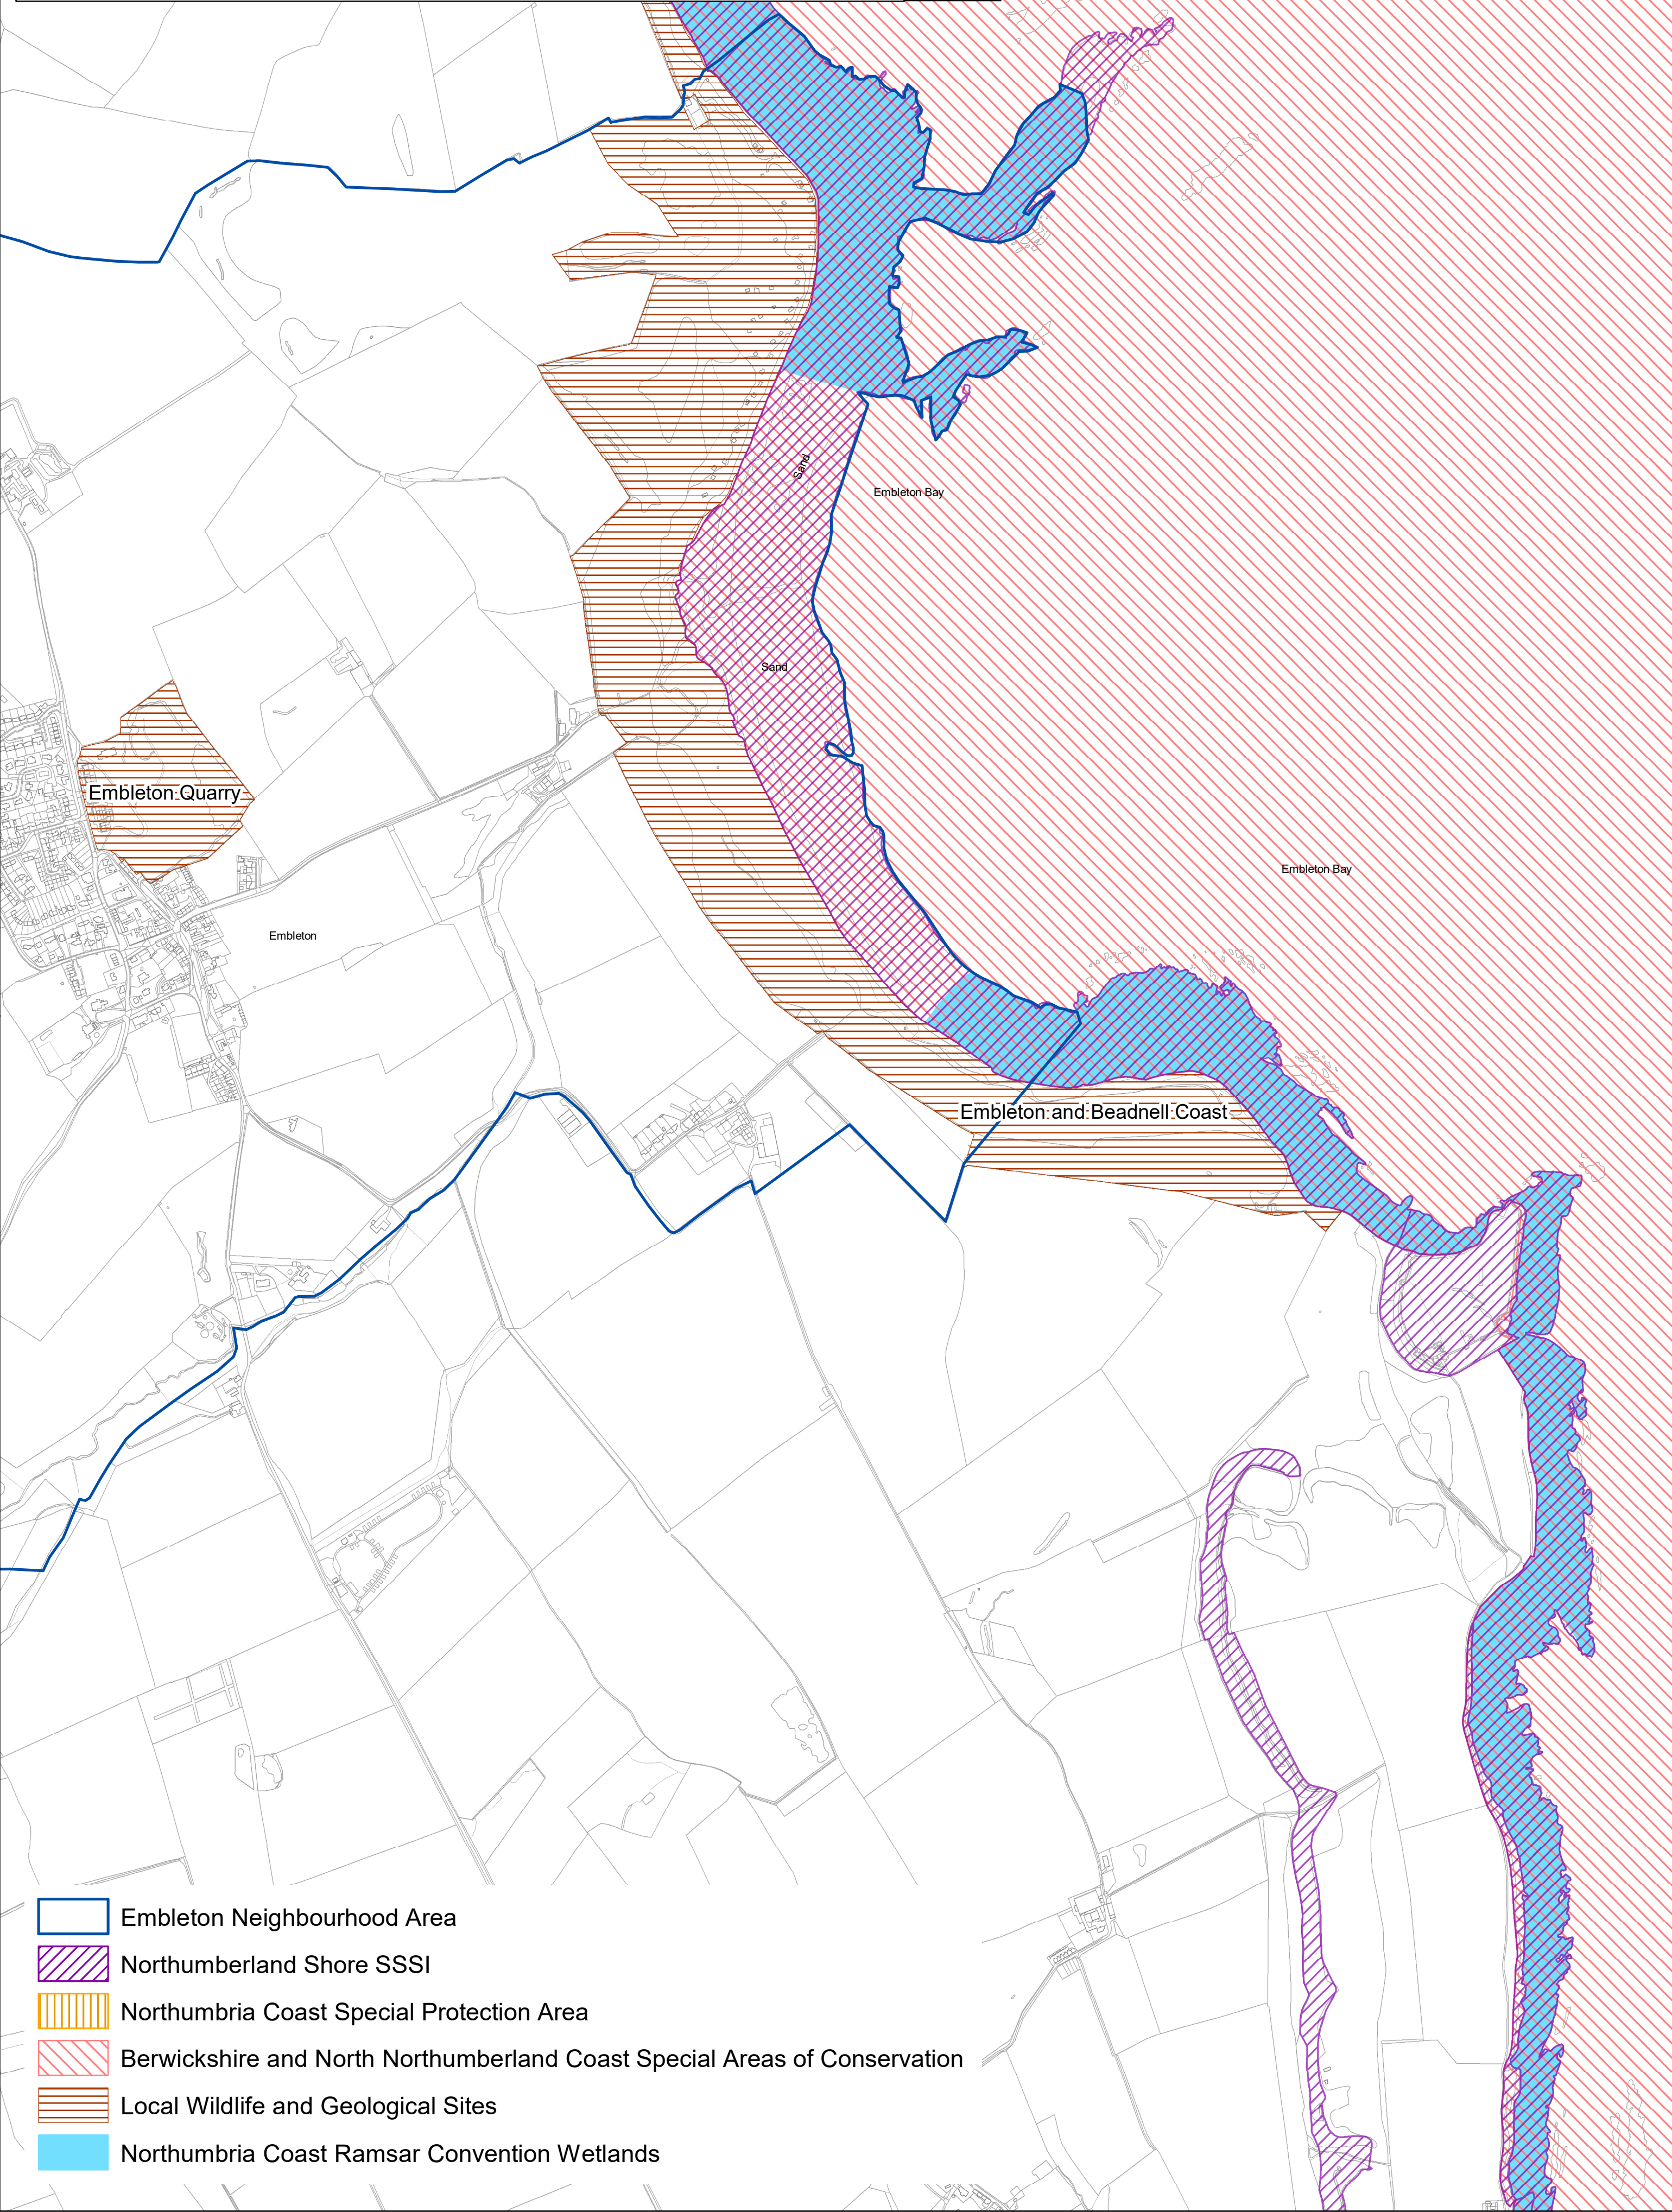 Sand
Embleton Bay
Sand
Embleton Quarry
Embleton Bay
Embleton
Embleton and Beadnell Coast
Embleton Neighbourhood Area
Northumberland Shore SSSI
Northumbria Coast Special Protection Area
Berwickshire and North Northumberland Coast Special Areas of Conservation
Local Wildlife and Geological Sites
Northumbria Coast Ramsar Convention Wetlands